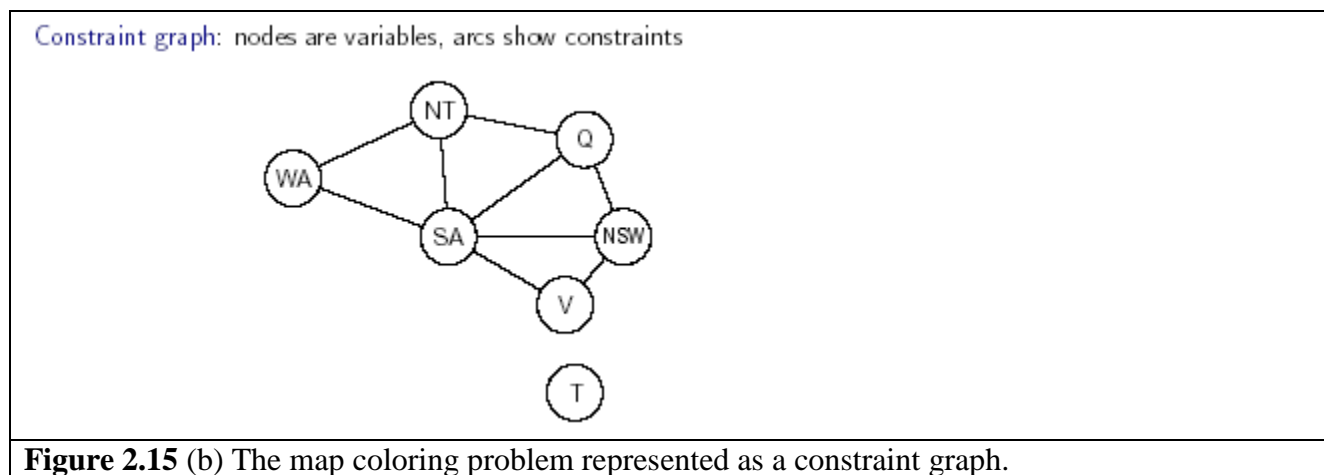 Constraint graph: nodes are variables, arcs show constraints
NT
Q
WA
SA
NSW
V
T
Figure 2.15 (b) The map coloring problem represented as a constraint graph.